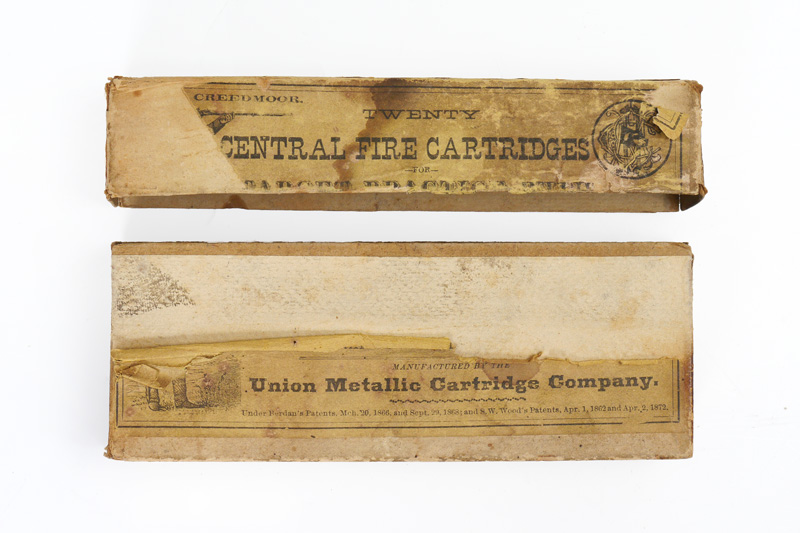 CREEDMOOR.
TWENTY
CENTRAL FIRE CARTRIDGES
—FOR—
MANUFACTURED BY THE
Union Metallic Cartridge Company.
Under Berdan's Patents, Mch. 20, 1866, and Sept. 29, 1868; and S. W. Wood's Patents, Apr. 1, 1862 and Apr. 2, 1872.